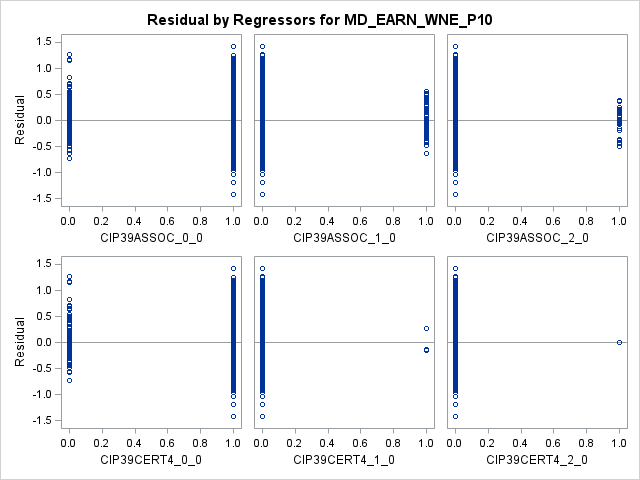 Residual by Regressors for MD_EARN_WNE_P10
Residual
1.5
1.0
0.5
0.0
-0.5
-1.0
-1.5
0.0 0.2 0.4 0.6 0.8 1.0
CIP39ASSOC_0_0
0.0 0.2 0.4 0.6 0.8 1.0
CIP39ASSOC_1_0
0.0 0.2 0.4 0.6 0.8 1.0
CIP39ASSOC_2_0
Residual
1.5
1.0
0.5
0.0
-0.5
-1.0
-1.5
0.0 0.2 0.4 0.6 0.8 1.0
CIP39CERT4_0_0
0.0 0.2 0.4 0.6 0.8 1.0
CIP39CERT4_1_0
0.0 0.2 0.4 0.6 0.8 1.0
CIP39CERT4_2_0